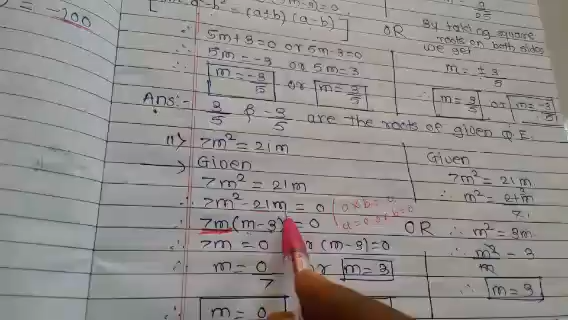 = -200
= (a+b) (a-b)]
∴ 5m+3=0 or 5m-3=0
∴ 5m=-3 or 5m=3
∴ m=-3/5 or m=3/5
Ans:- 3/5 & -3/5 are the roots of given Q.E.
OR
By taking square
roots on both sides
we get
m = ± 3/5
∴ m=3/5 or m=-3/5
11) 7m² = 21m
→ Given
7m² = 21m
∴ 7m² - 21m = 0
∴ 7m(m-3)=0
a=0 or b=0
∴ 7m = 0 or (m-3)=0
∴ m = 0/7 or m = 3
∴ m = 0
OR
Given
7m² = 21m
∴ m² = 21m/7
∴ m² = 3m
∴ m²/m = 3
∴ m=3